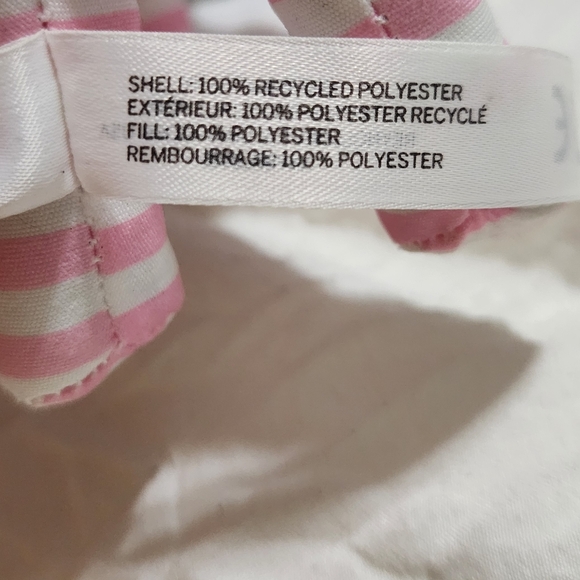 SHELL: 100% RECYCLED POLYESTER
EXTÉRIEUR: 100% POLYESTER RECYCLÉ
FILL: 100% POLYESTER
REMBOURRAGE: 100% POLYESTER